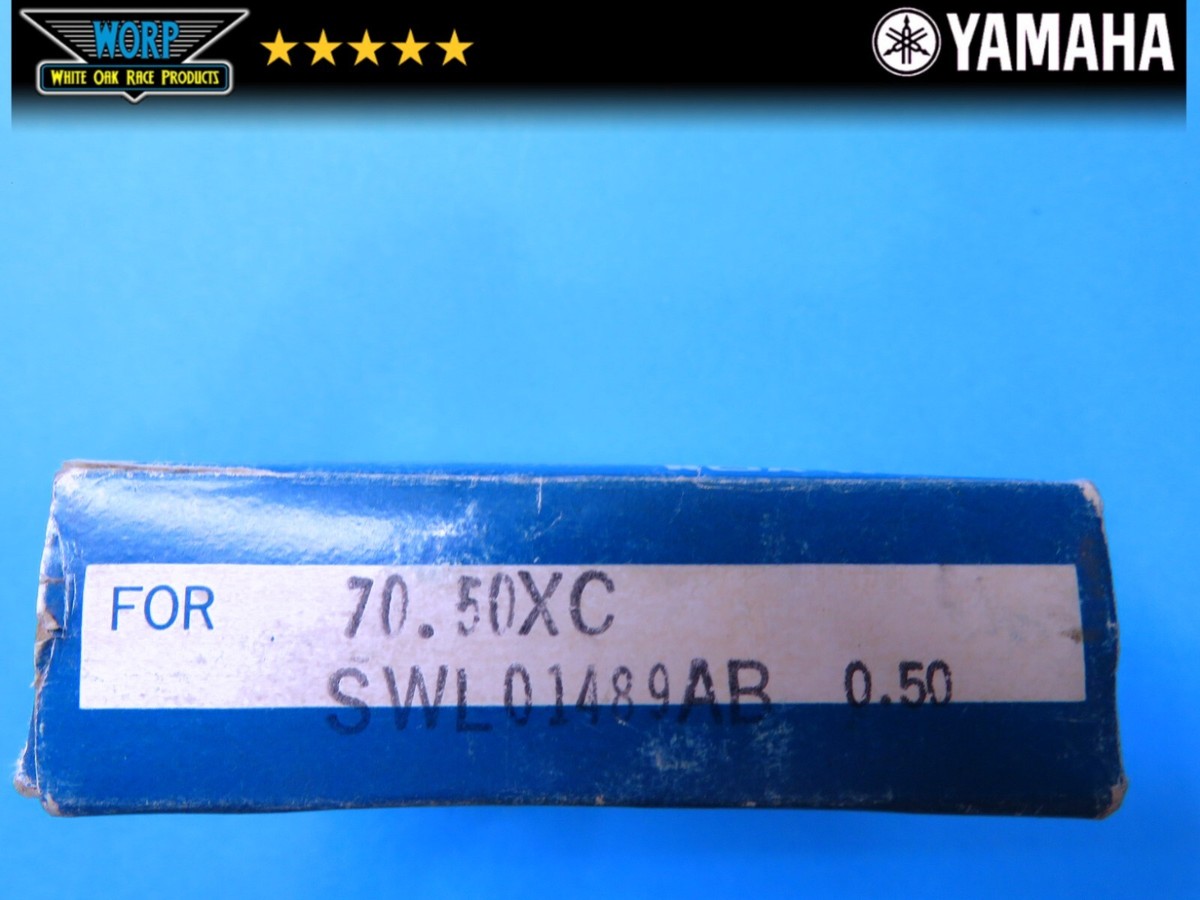 WORP
WHITE OAK RACE PRODUCTS
YAMAHA
FOR 70.50XC
SWL01489AB 0.50